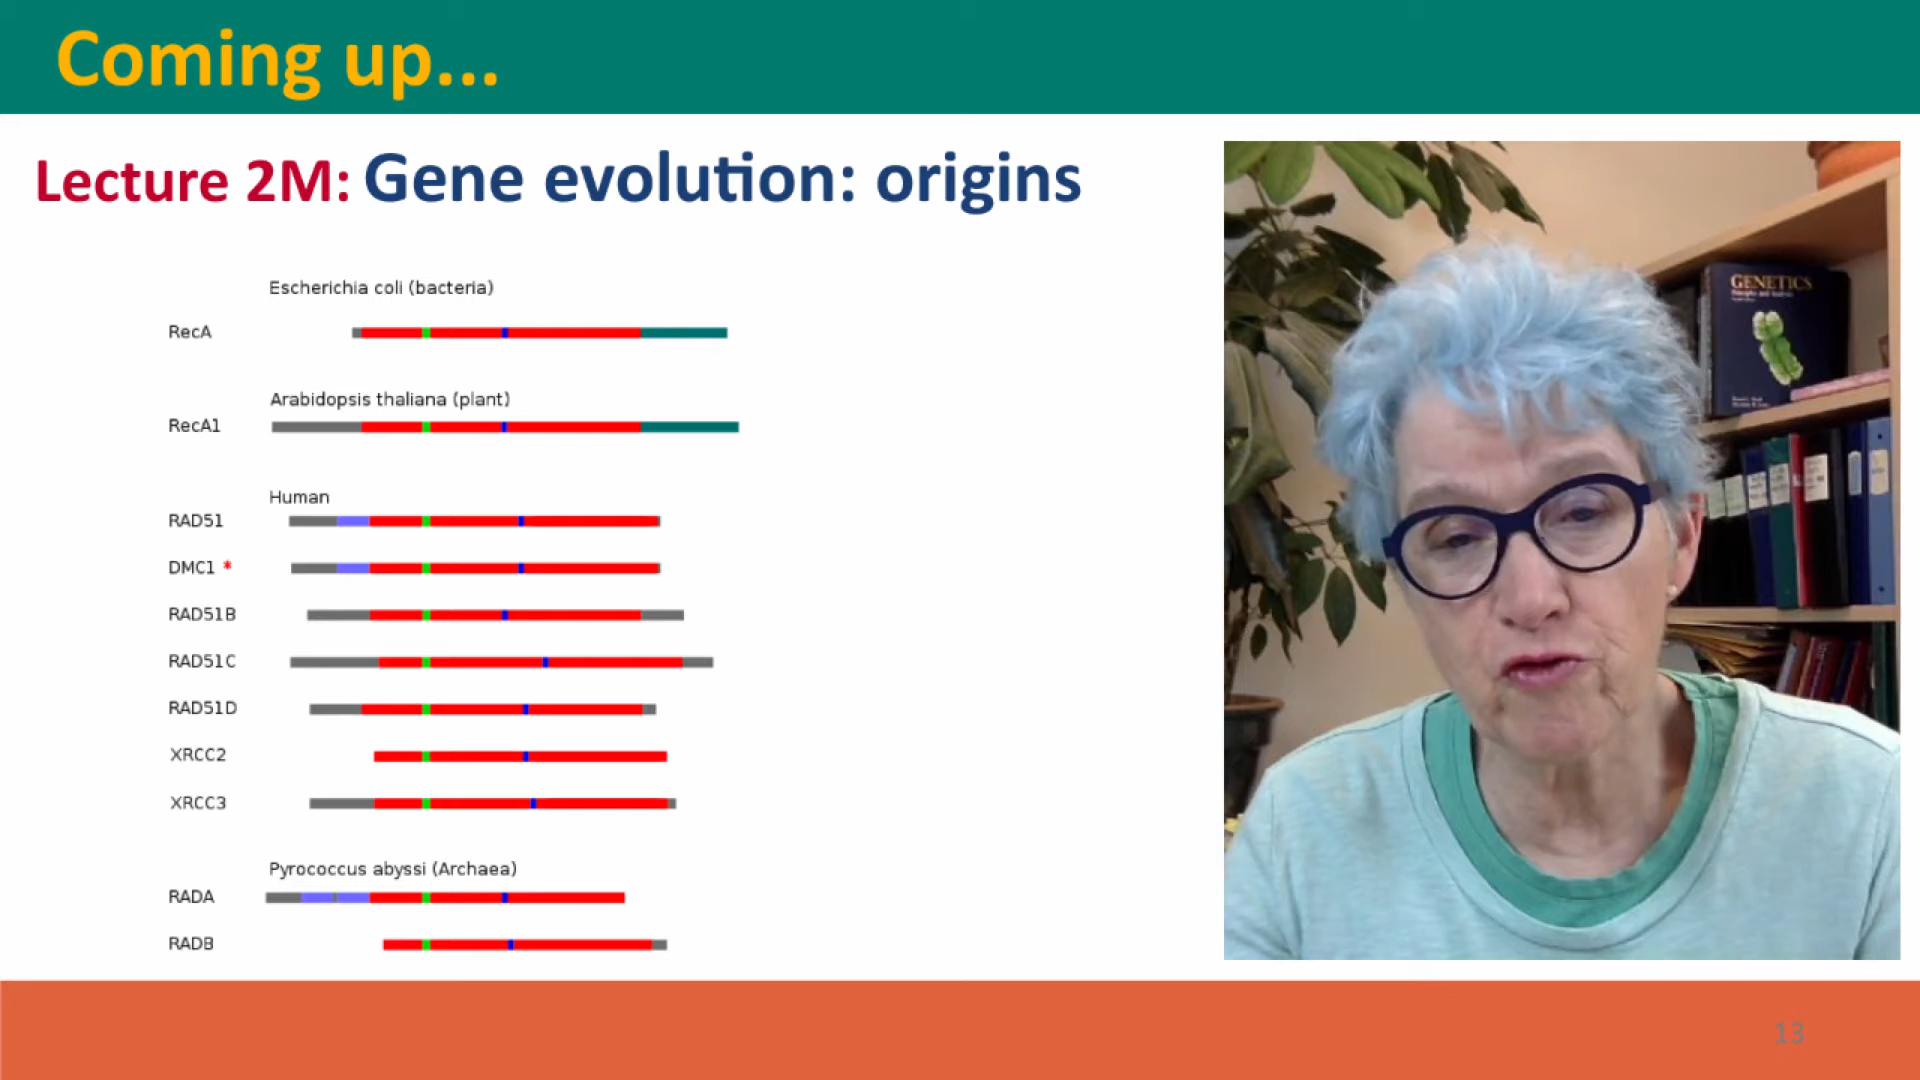 Coming up...
Lecture 2M: Gene evolution: origins
Escherichia coli (bacteria)
RecA
Arabidopsis thaliana (plant)
RecA1
Human
RAD51
DMC1 *
RAD51B
RAD51C
RAD51D
XRCC2
XRCC3
Pyrococcus abyssi (Archaea)
RADA
RADB
GENETICS
13